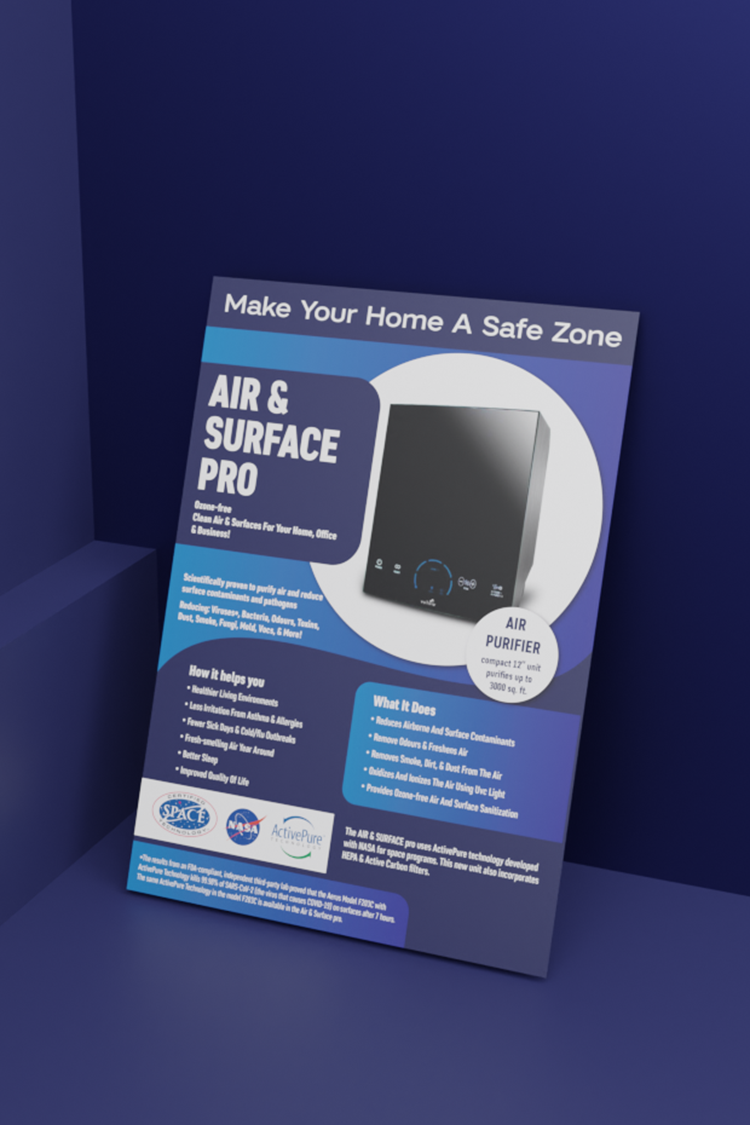 Make Your Home A Safe Zone
AIR &
SURFACE
PRO
Ozone-free
Clean Air & Surfaces For Your Home, Office
& Business!
Scientifically proven to purify air and reduce
surface contaminants and pathogens
Reducing: Viruses*, Bacteria, Odours, Toxins,
Dust, Smoke, Fungi, Mold, Vocs, & More!
AIR
PURIFIER
compact 12" unit
purifies up to
3000 sq. ft.
How it helps you
• Healthier Living Environments
• Less Irritation From Asthma & Allergies
• Fewer Sick Days & Cold/flu Outbreaks
• Fresh-smelling Air Year Around
• Better Sleep
• Improved Quality Of Life
What It Does
• Reduces Airborne And Surface Contaminants
• Remove Odours & Freshens Air
• Removes Smoke, Dirt, & Dust From The Air
• Oxidizes And Ionizes The Air Using Uvc Light
• Provides Ozone-free Air And Surface Sanitization
CERTIFIED
SPACE
TECHNOLOGY
NASA
ActivePure
TECHNOLOGY
The AIR & SURFACE pro uses ActivePure technology developed
with NASA for space programs. This new unit also incorporates
HEPA & Active Carbon filters.
*The results from an FDA-compliant, independent third-party lab proved that the Aerus Model F203C with
ActivePure Technology kills 99.98% of SARS-CoV-2 (the virus that causes COVID-19) on surfaces after 7 hours.
The same ActivePure Technology in the model F203C is available in the Air & Surface pro.